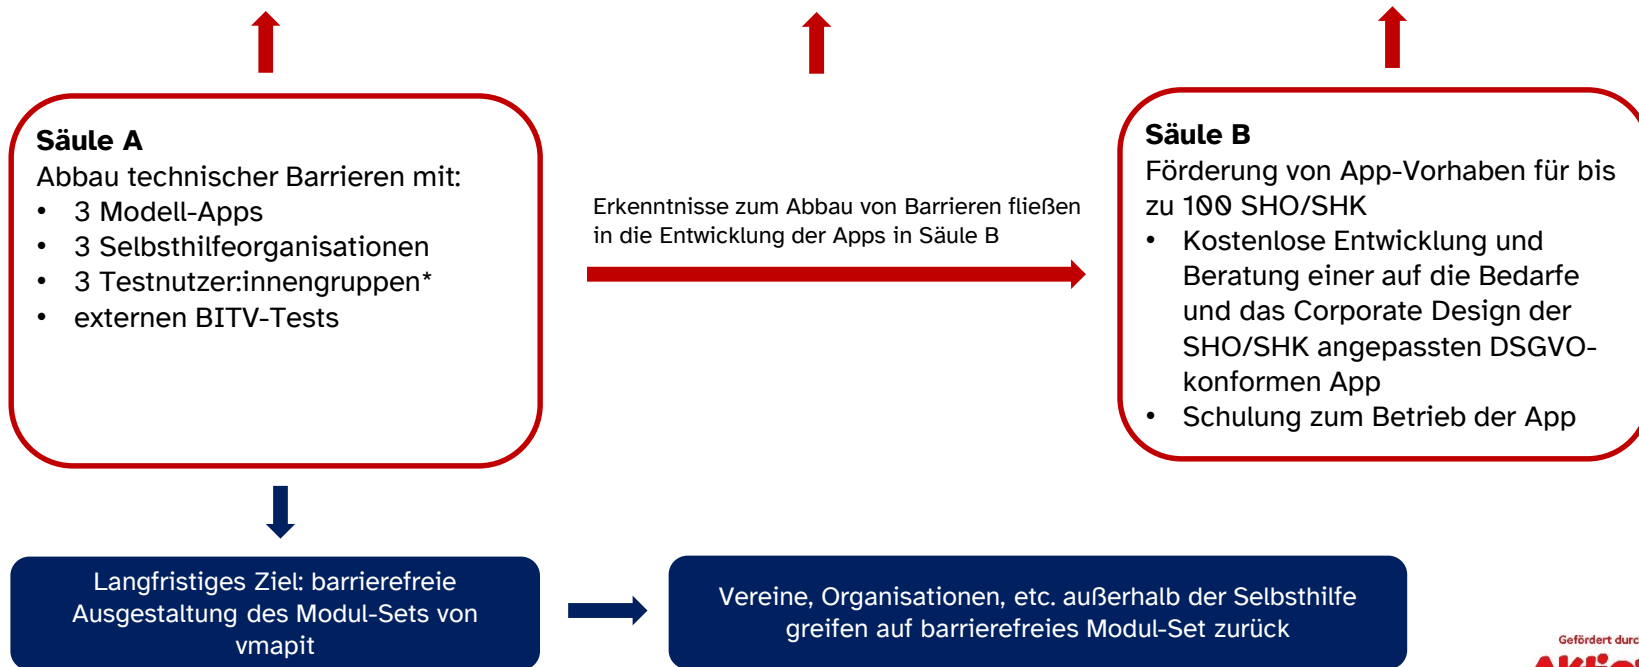 Säule A
Abbau technischer Barrieren mit:
• 3 Modell-Apps
• 3 Selbsthilfeorganisationen
• 3 Testnutzer:innengruppen*
• externen BITV-Tests
Erkenntnisse zum Abbau von Barrieren fließen
in die Entwicklung der Apps in Säule B
Säule B
Förderung von App-Vorhaben für bis
zu 100 SHO/SHK
• Kostenlose Entwicklung und
Beratung einer auf die Bedarfe
und das Corporate Design der
SHO/SHK angepassten DSGVO-
konformen App
• Schulung zum Betrieb der App
Langfristiges Ziel: barrierefreie
Ausgestaltung des Modul-Sets von
vmapit
Vereine, Organisationen, etc. außerhalb der Selbsthilfe
greifen auf barrierefreies Modul-Set zurück
Gefördert durc